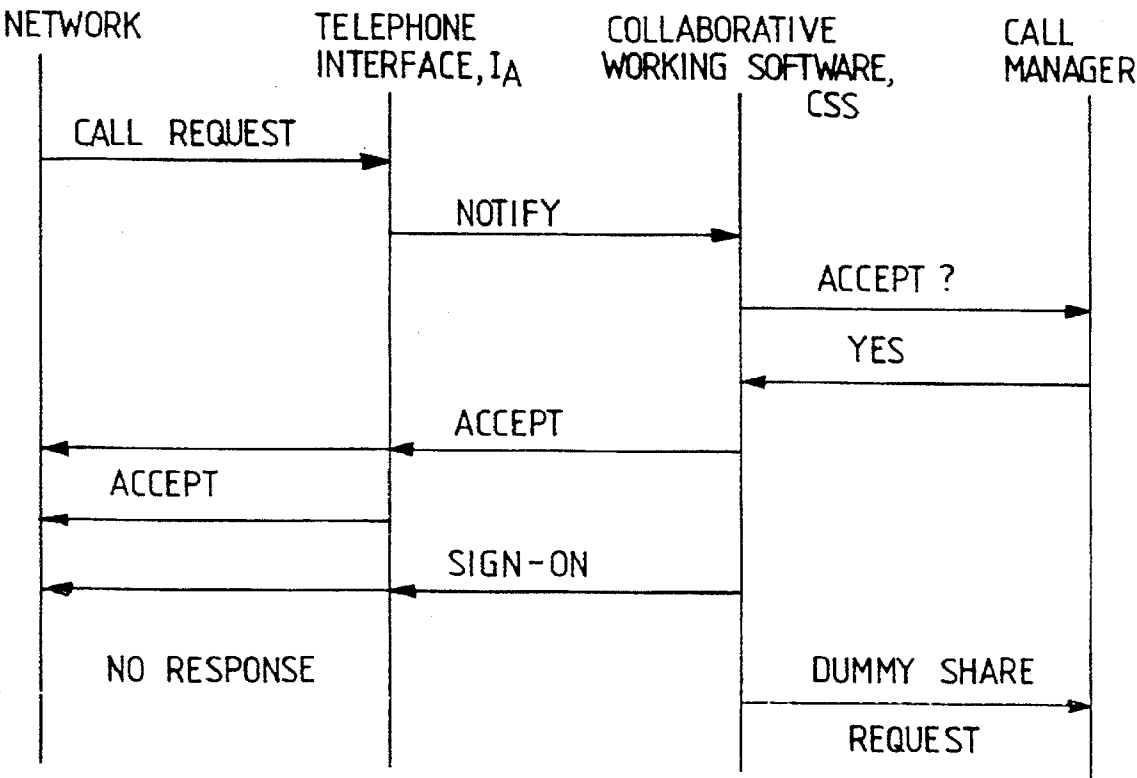 NETWORK
TELEPHONE
INTERFACE, IA
COLLABORATIVE
WORKING SOFTWARE,
CSS
CALL
MANAGER
CALL REQUEST
NOTIFY
ACCEPT ?
YES
ACCEPT
ACCEPT
SIGN-ON
NO RESPONSE
DUMMY SHARE
REQUEST